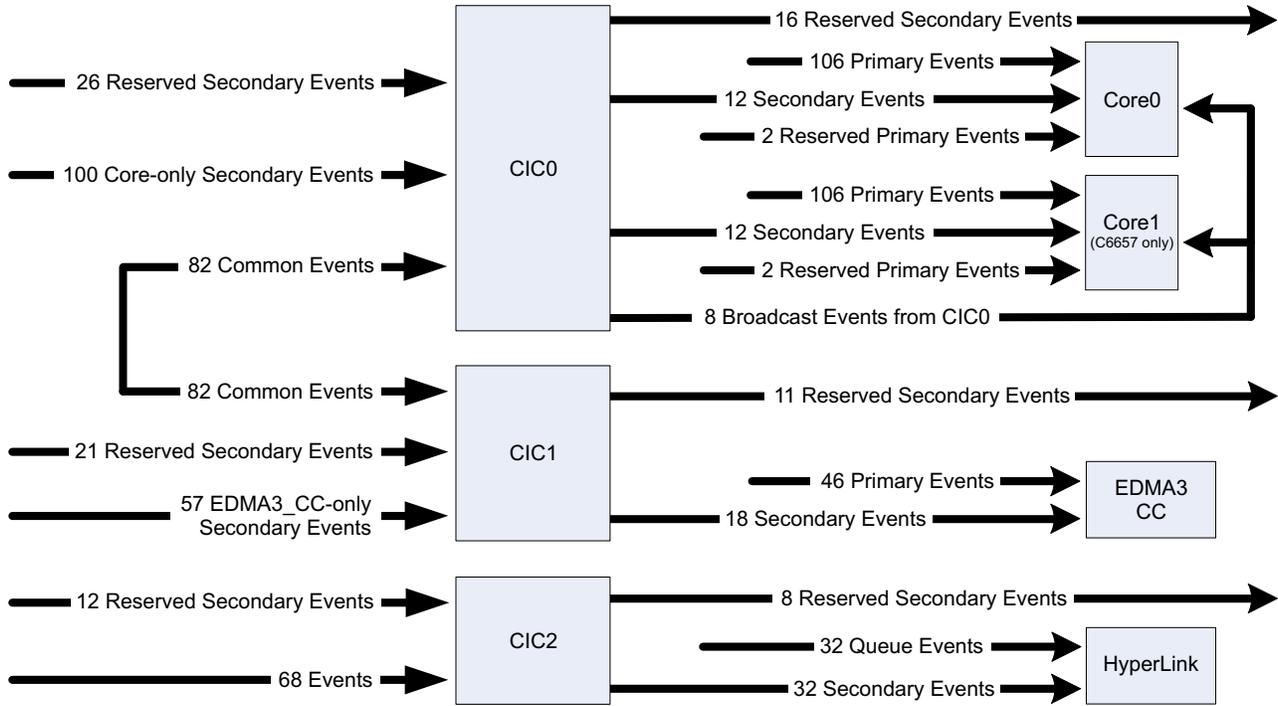 16 Reserved Secondary Events
106 Primary Events
26 Reserved Secondary Events
12 Secondary Events
Core0
2 Reserved Primary Events
CIC0
100 Core-only Secondary Events
106 Primary Events
Core1
(C6657 only)
12 Secondary Events
82 Common Events
2 Reserved Primary Events
8 Broadcast Events from CIC0
82 Common Events
11 Reserved Secondary Events
21 Reserved Secondary Events
CIC1
46 Primary Events
EDMA3
CC
57 EDMA3_CC-only
Secondary Events
18 Secondary Events
12 Reserved Secondary Events
8 Reserved Secondary Events
CIC2
32 Queue Events
HyperLink
68 Events
32 Secondary Events